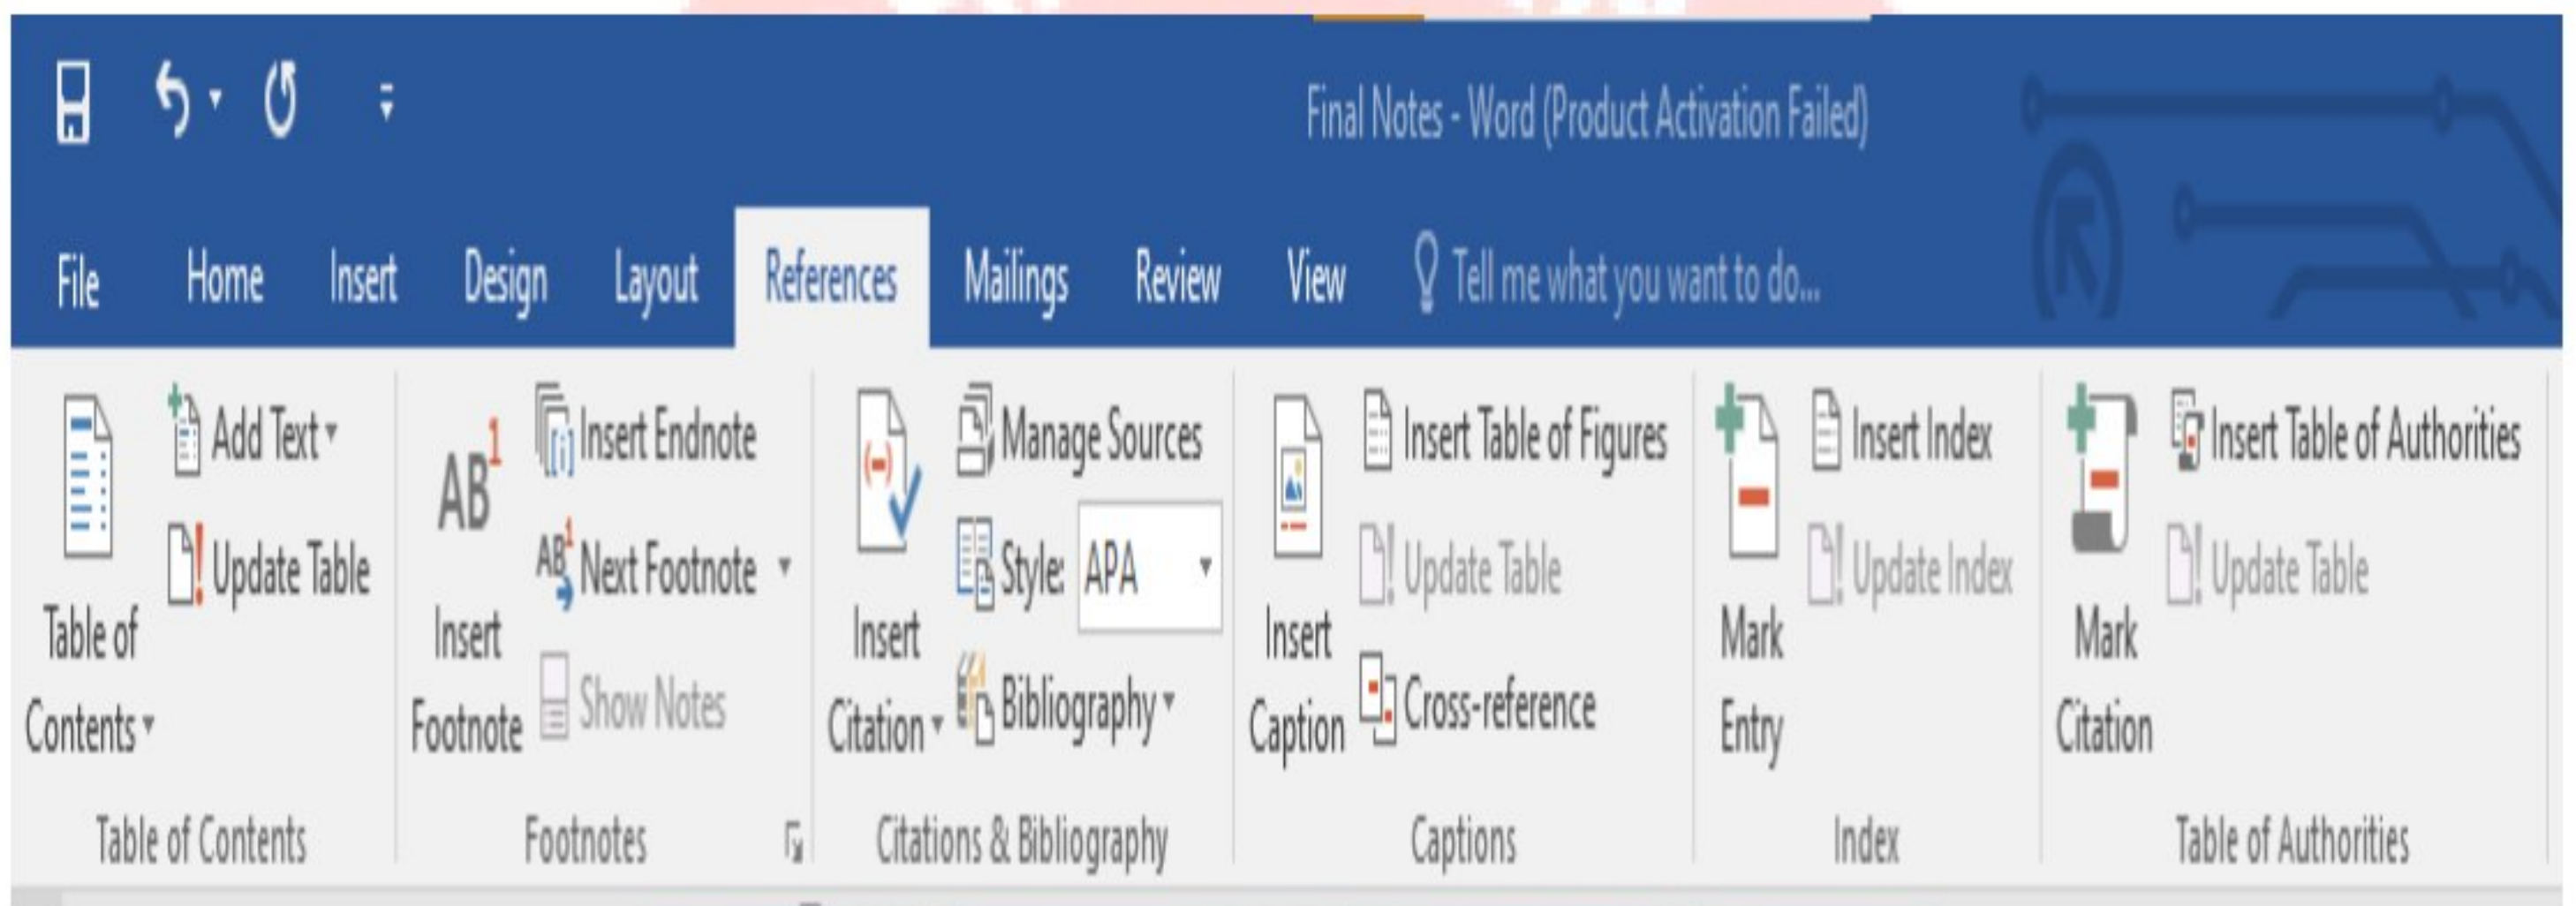 Final Notes - Word (Product Activation Failed)
File Home Insert Design Layout References Mailings Review View Tell me what you want to do...
Table of Contents
Add Text
Update Table
Table of Contents
AB1
Insert Footnote
Insert Endnote
AB1 Next Footnote
Show Notes
Footnotes
Insert Citation
Manage Sources
Style: APA
Bibliography
Citations & Bibliography
Insert Caption
Insert Table of Figures
Update Table
Cross-reference
Captions
Mark Entry
Insert Index
Update Index
Index
Mark Citation
Insert Table of Authorities
Update Table
Table of Authorities